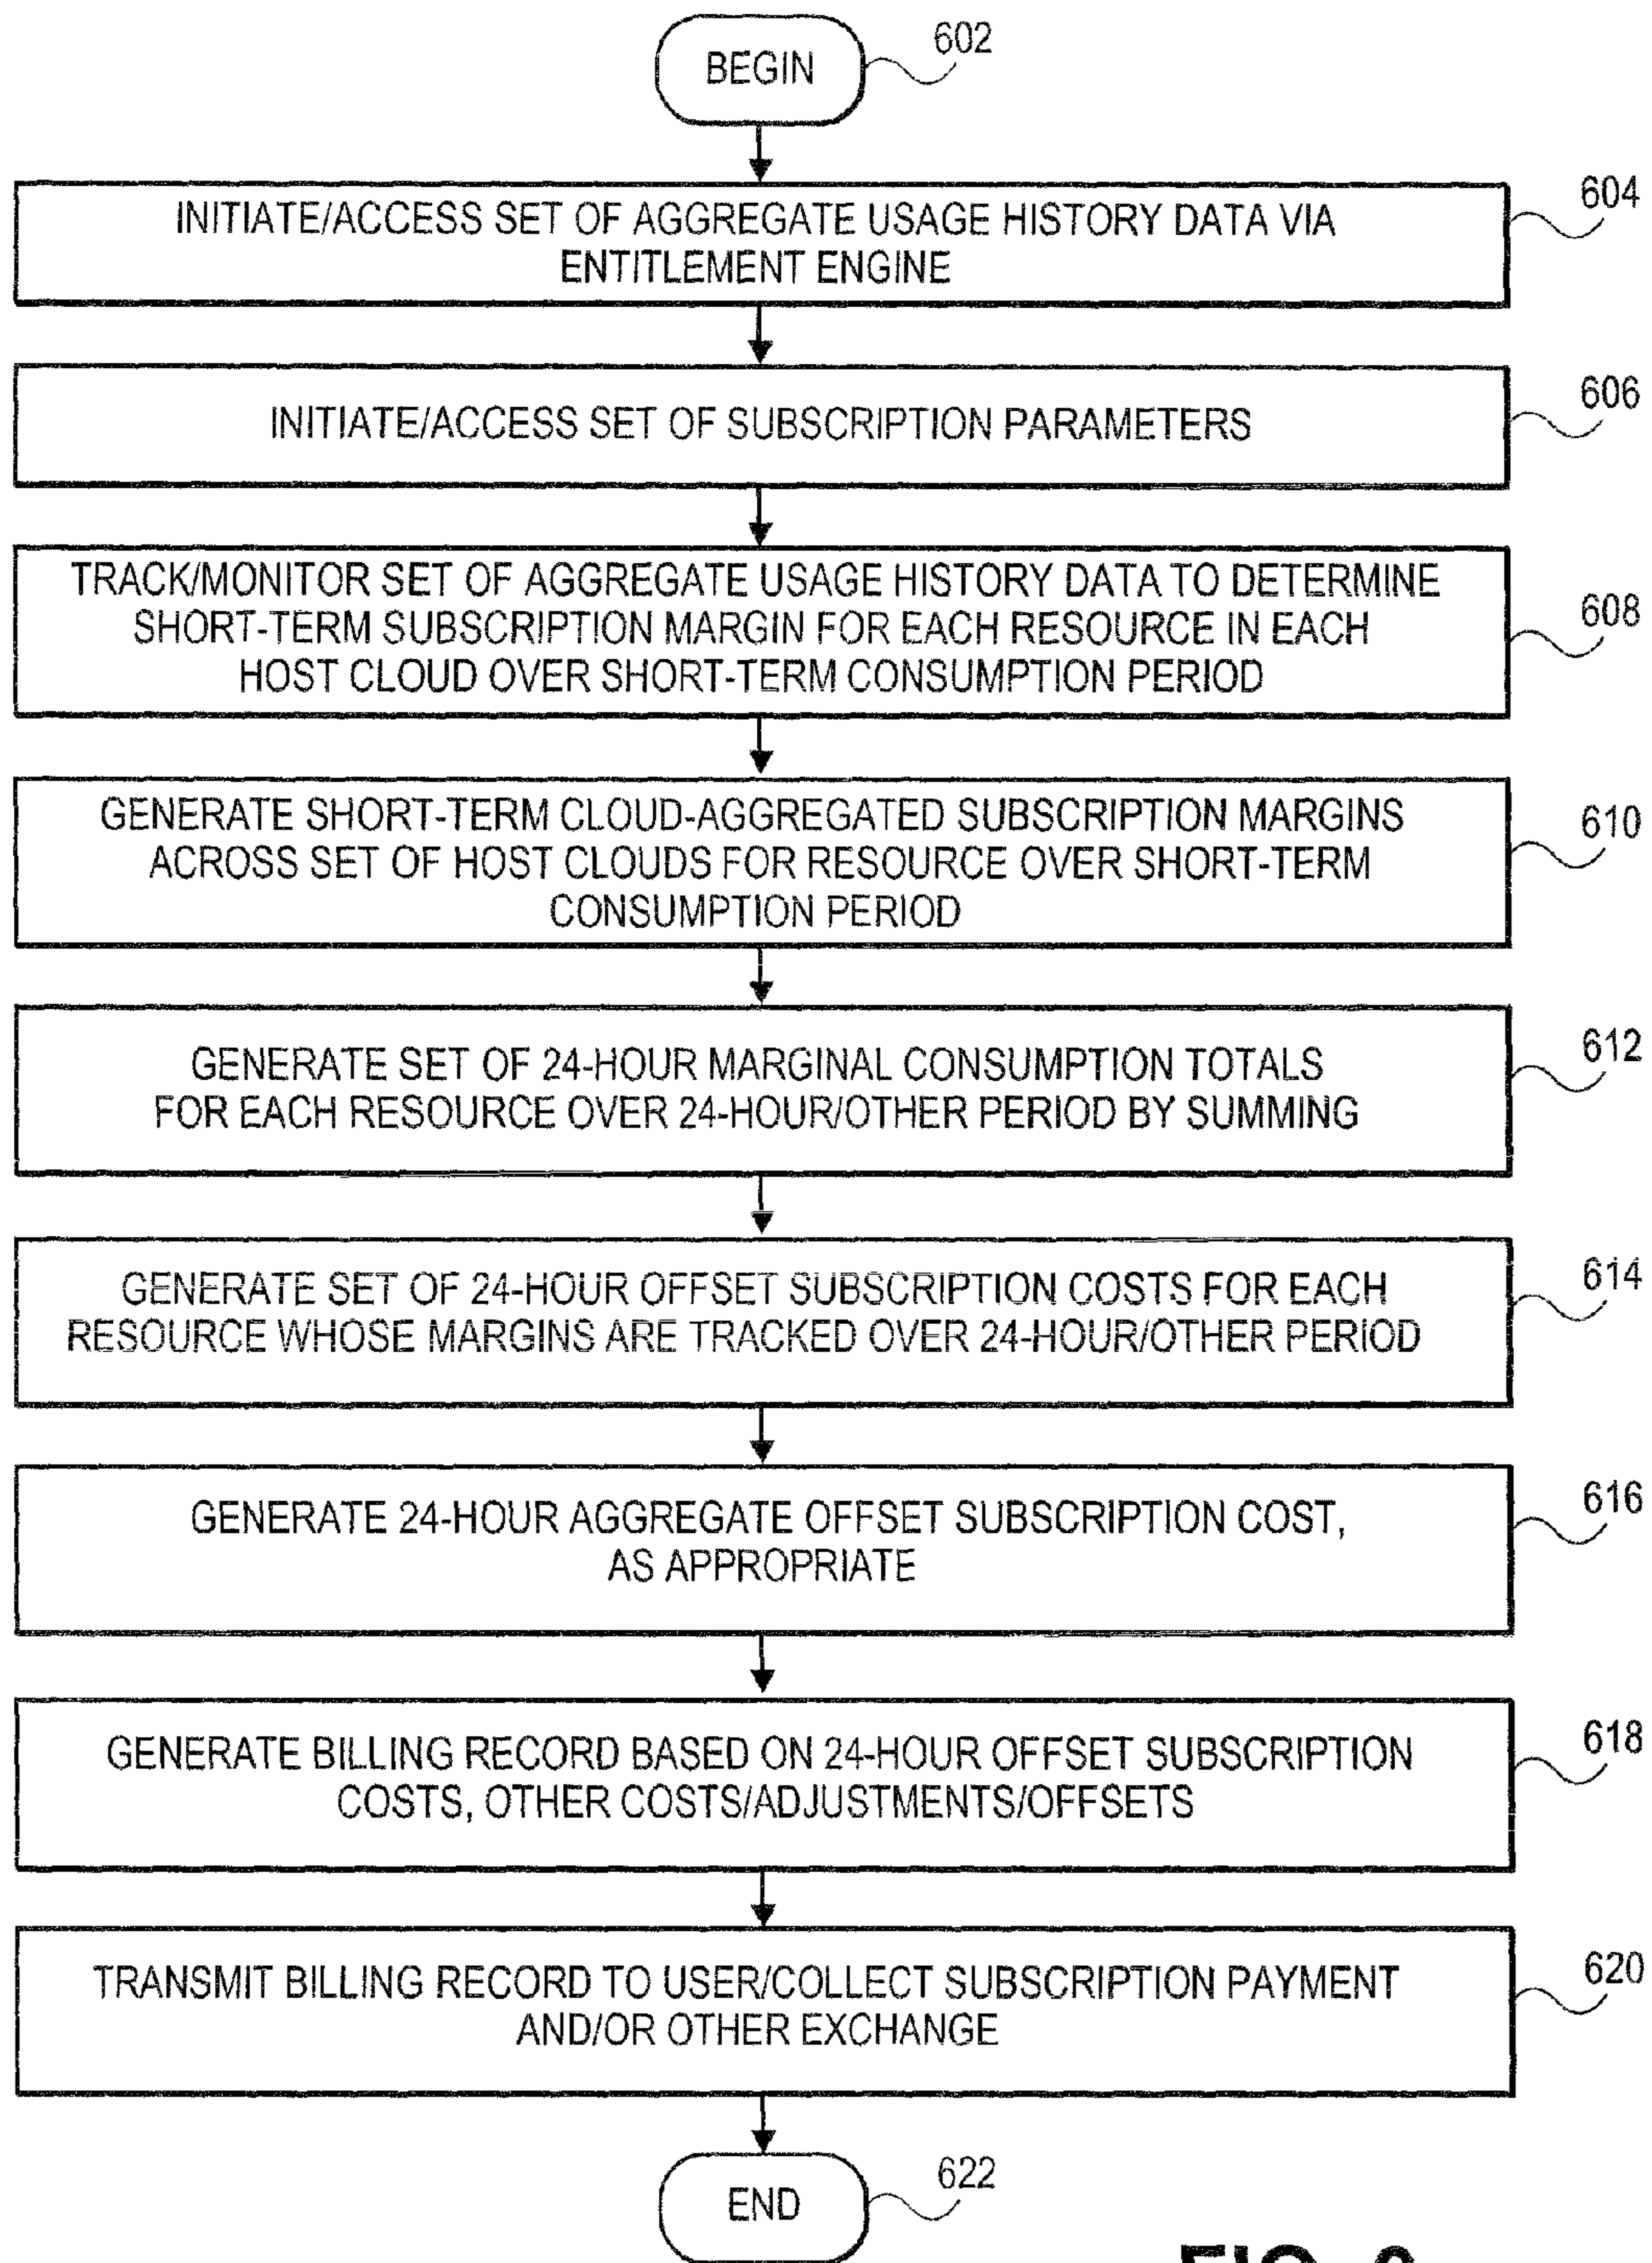 BEGIN
602
INITIATE/ACCESS SET OF AGGREGATE USAGE HISTORY DATA VIA
ENTITLEMENT ENGINE
604
INITIATE/ACCESS SET OF SUBSCRIPTION PARAMETERS
606
TRACK/MONITOR SET OF AGGREGATE USAGE HISTORY DATA TO DETERMINE
SHORT-TERM SUBSCRIPTION MARGIN FOR EACH RESOURCE IN EACH
HOST CLOUD OVER SHORT-TERM CONSUMPTION PERIOD
608
GENERATE SHORT-TERM CLOUD-AGGREGATED SUBSCRIPTION MARGINS
ACROSS SET OF HOST CLOUDS FOR RESOURCE OVER SHORT-TERM
CONSUMPTION PERIOD
610
GENERATE SET OF 24-HOUR MARGINAL CONSUMPTION TOTALS
FOR EACH RESOURCE OVER 24-HOUR/OTHER PERIOD BY SUMMING
612
GENERATE SET OF 24-HOUR OFFSET SUBSCRIPTION COSTS FOR EACH
RESOURCE WHOSE MARGINS ARE TRACKED OVER 24-HOUR/OTHER PERIOD
614
GENERATE 24-HOUR AGGREGATE OFFSET SUBSCRIPTION COST,
AS APPROPRIATE
616
GENERATE BILLING RECORD BASED ON 24-HOUR OFFSET SUBSCRIPTION
COSTS, OTHER COSTS/ADJUSTMENTS/OFFSETS
618
TRANSMIT BILLING RECORD TO USER/COLLECT SUBSCRIPTION PAYMENT
AND/OR OTHER EXCHANGE
620
END
622